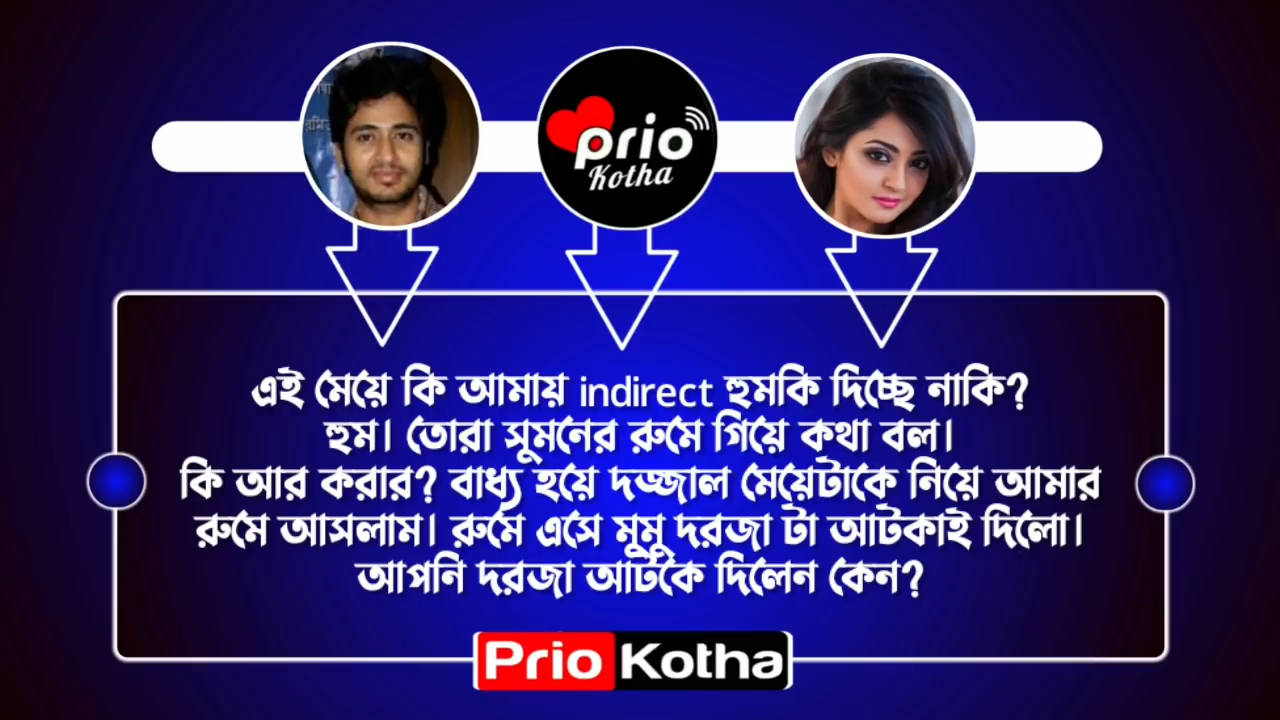 prio
Kotha
এই মেয়ে কি আমায় indirect হুমকি দিচ্ছে নাকি?
হুম। তোরা সুমনের রুমে গিয়ে কথা বল।
কি আর করার? বাধ্য হয়ে দজ্জাল মেয়েটাকে নিয়ে আমার
রুমে আসলাম। রুমে এসে মুমু দরজা টা আটকাই দিলো।
আপনি দরজা আটকে দিলেন কেন?
Prio Kotha